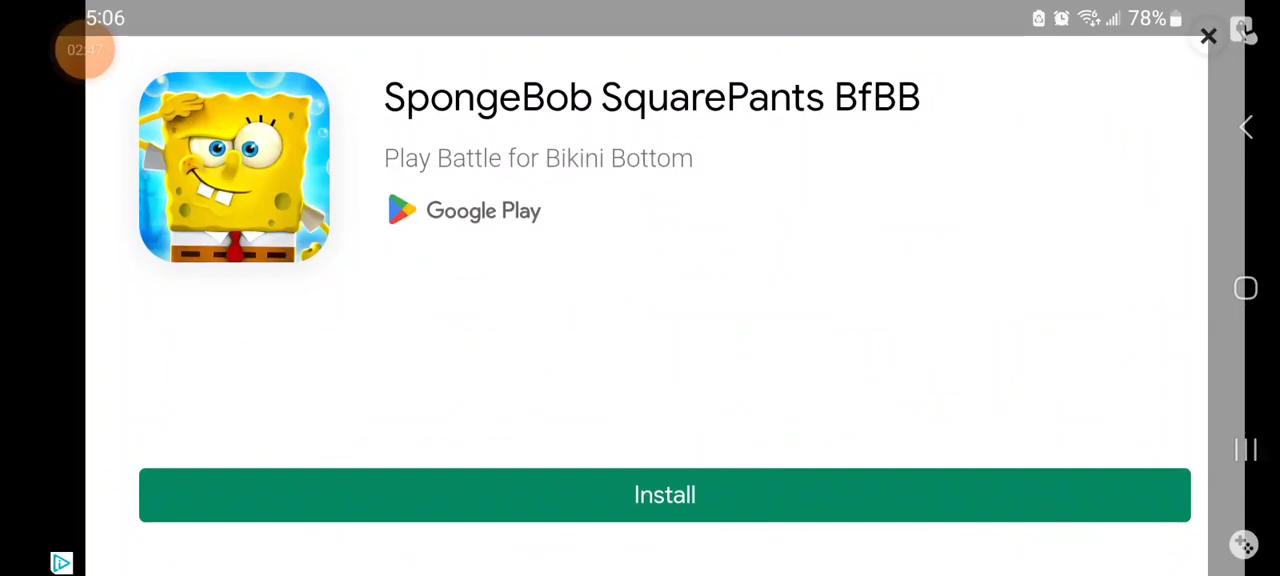 5:06
78%
02:47
SpongeBob SquarePants BfBB
Play Battle for Bikini Bottom
Google Play
Install